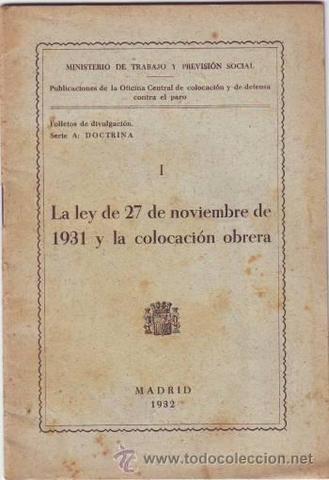 MINISTERIO DE TRABAJO Y PREVISIÓN SOCIAL
Publicaciones de la Oficina Central de colocación y de defensa
contra el paro
Folletos de divulgación.
Serie A: DOCTRINA
I
La ley de 27 de noviembre de
1931 y la colocación obrera
MADRID
1932
www.todocoleccion.net